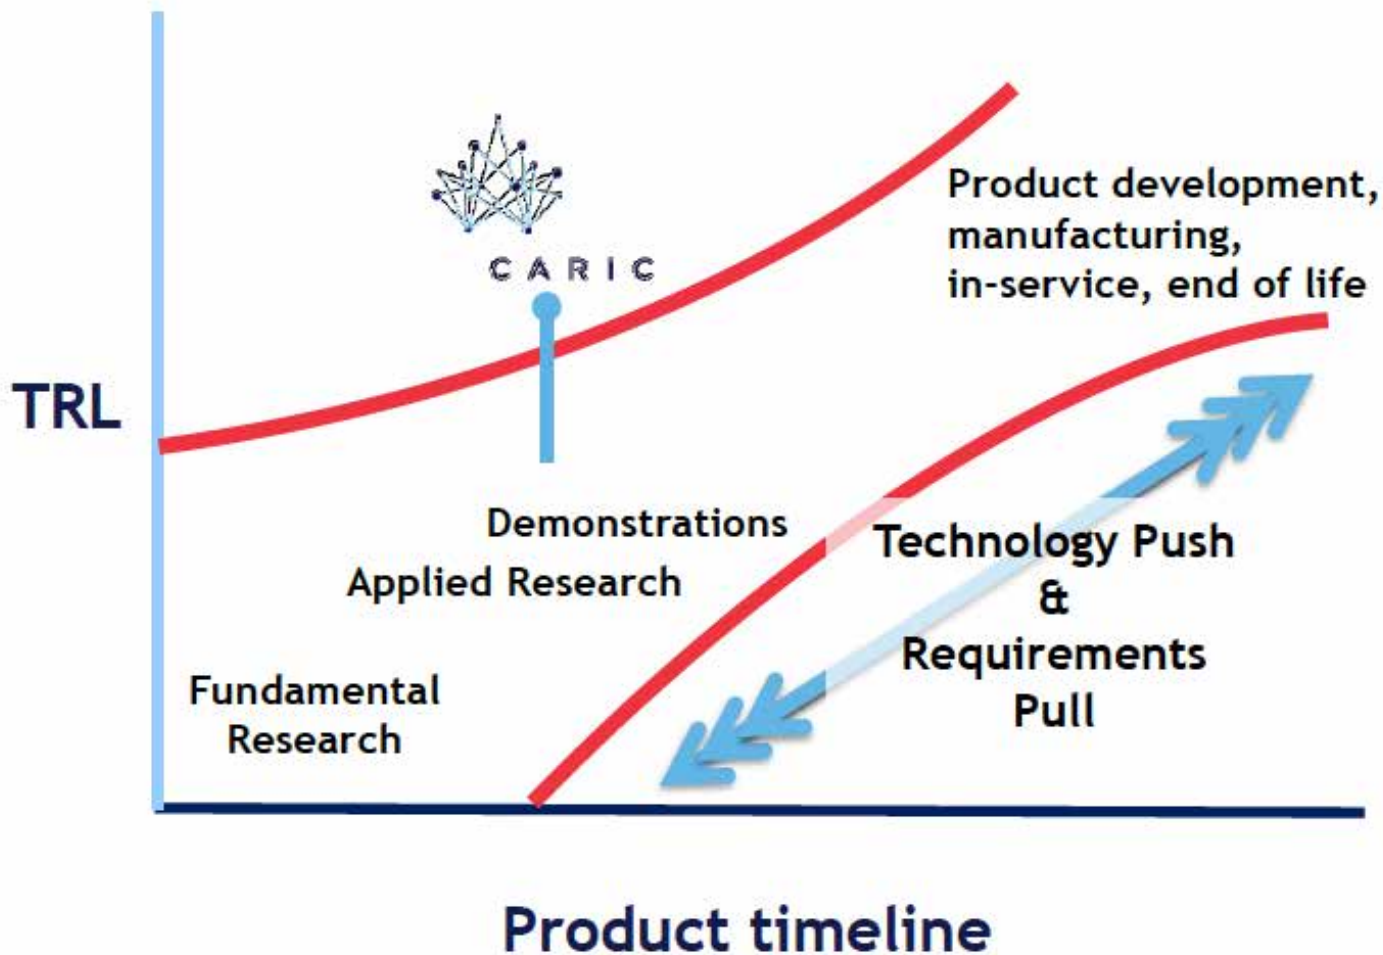 CARIC
Product development,
manufacturing,
in-service, end of life
TRL
Demonstrations
Applied Research
Technology Push
&
Requirements
Pull
Fundamental
Research
Product timeline